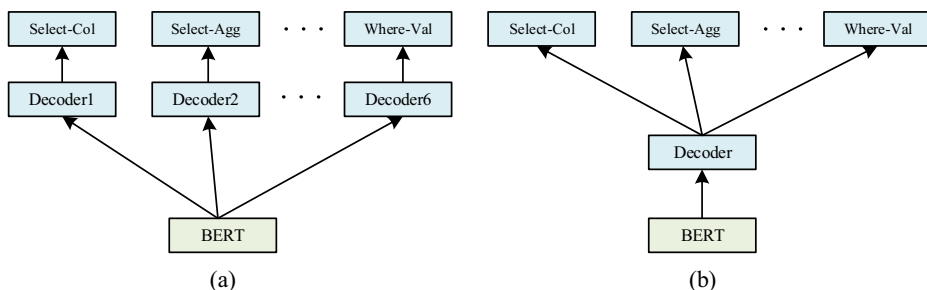 Select-Col Select-Agg · · · Where-Val
Decoder1 Decoder2 · · · Decoder6
BERT
(a)
Select-Col Select-Agg · · · Where-Val
Decoder
BERT
(b)